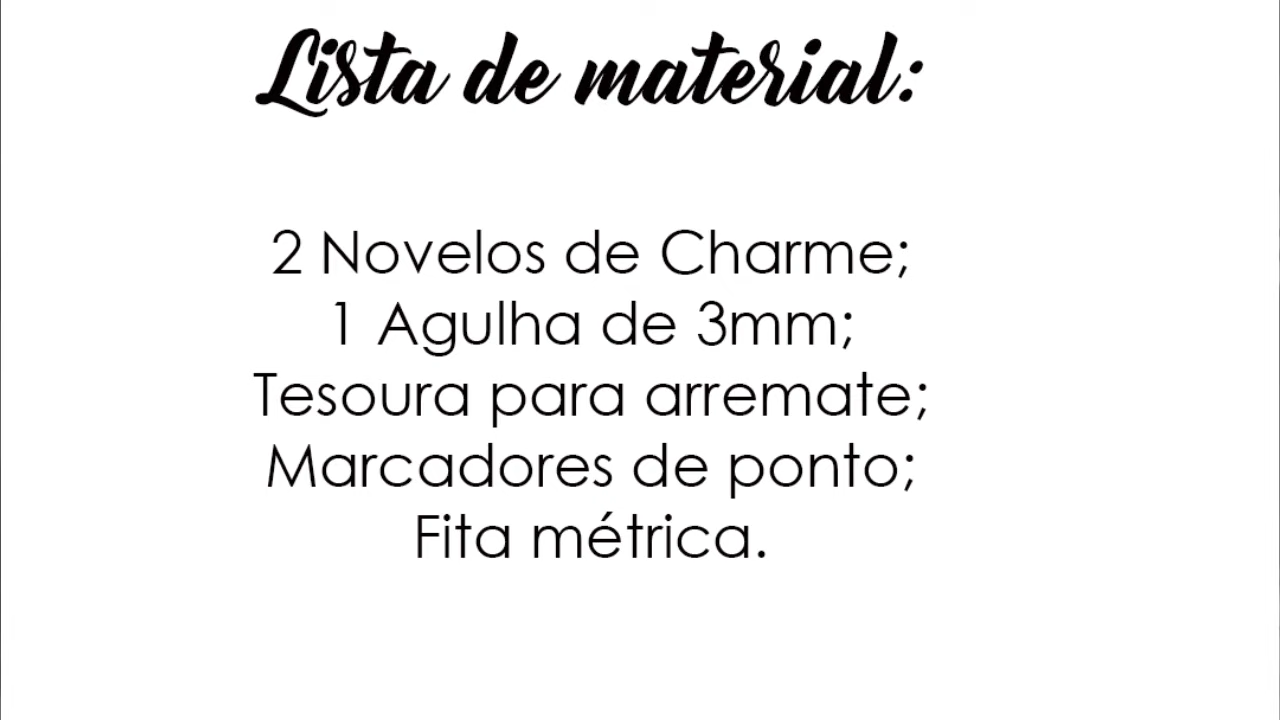 Lista de material:
2 Novelos de Charme;
1 Agulha de 3mm;
Tesoura para arremate;
Marcadores de ponto;
Fita métrica.